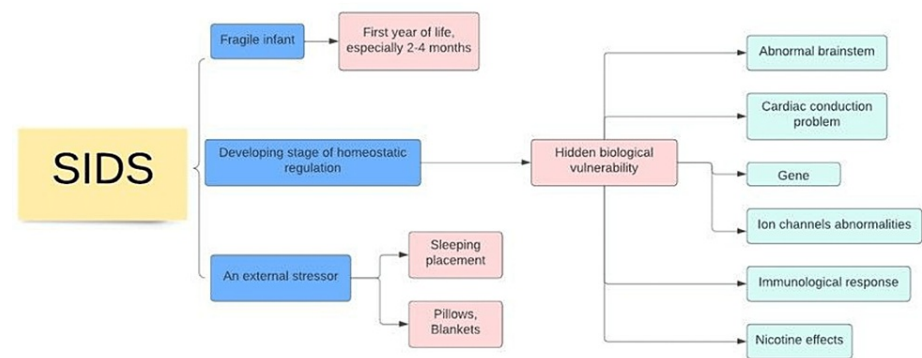 SIDS
Fragile infant
First year of life,
especially 2-4 months
Developing stage of homeostatic
regulation
Hidden biological
vulnerability
Abnormal brainstem
Cardiac conduction
problem
Gene
Ion channels abnormalities
Immunological response
Nicotine effects
An external stressor
Sleeping
placement
Pillows,
Blankets